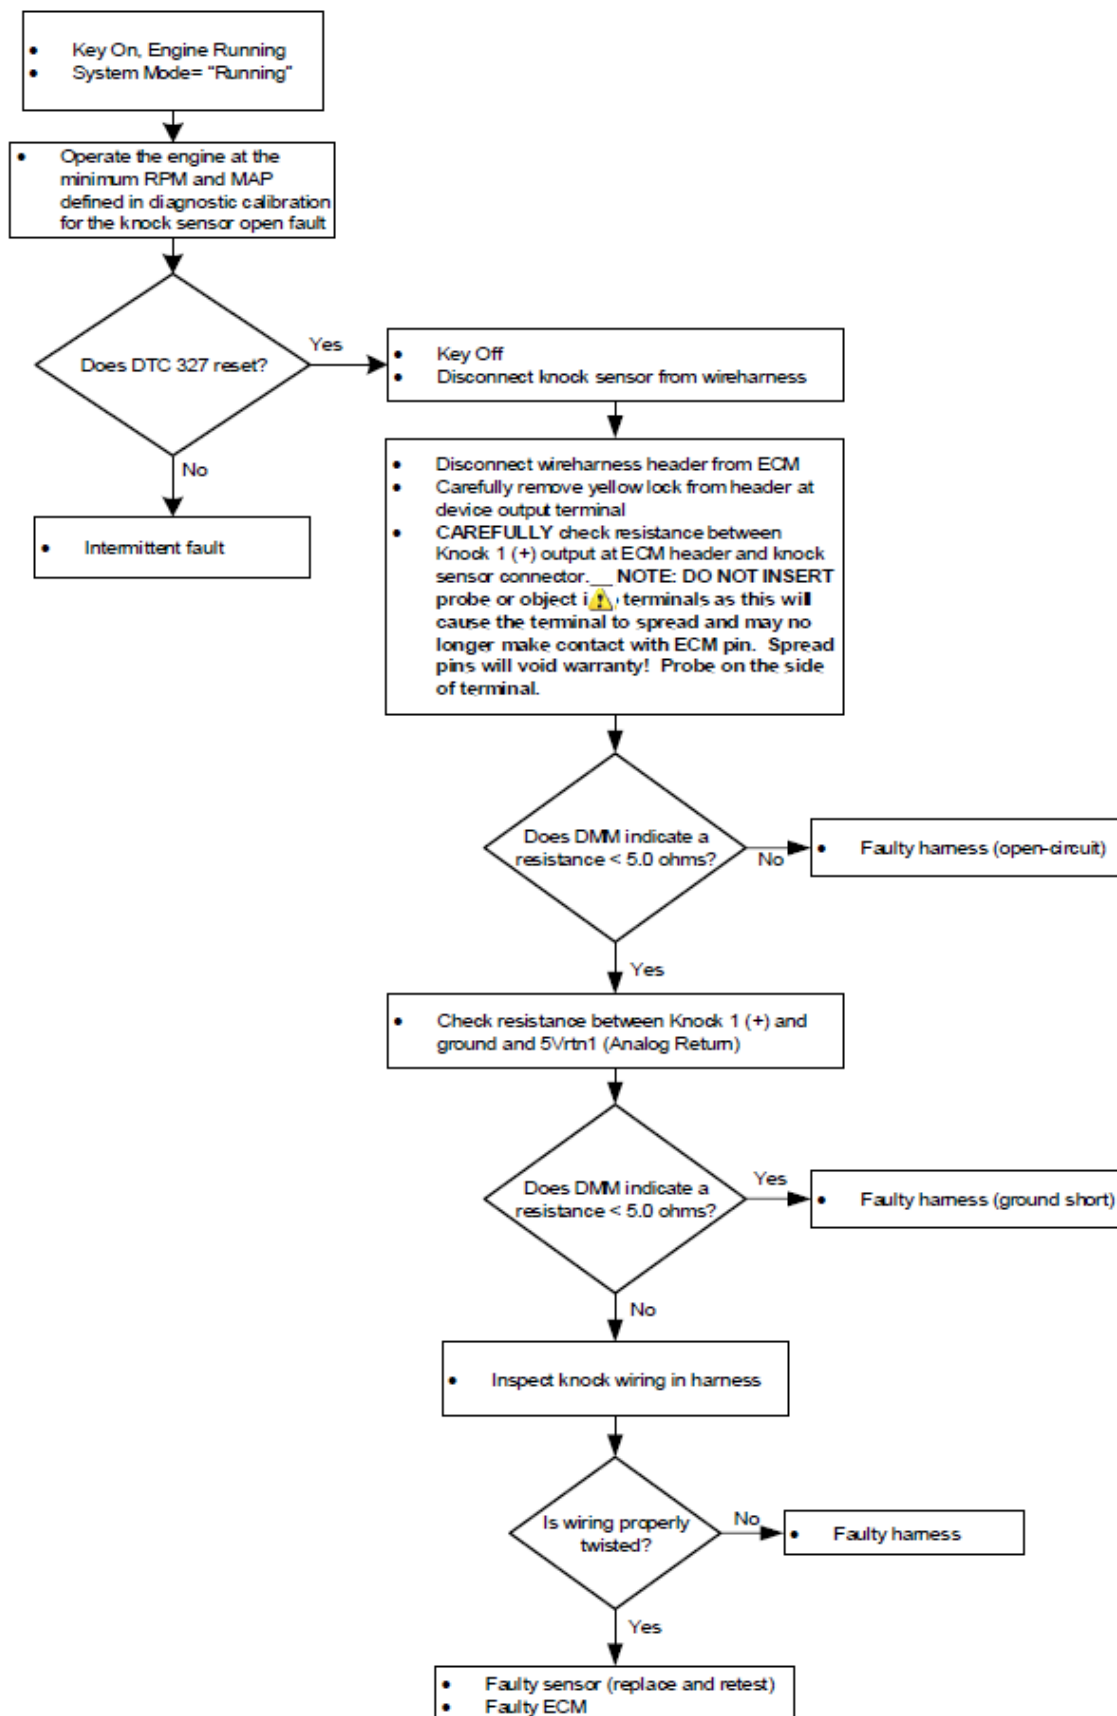 • Key On, Engine Running
• System Mode= "Running"
• Operate the engine at the
minimum RPM and MAP
defined in diagnostic calibration
for the knock sensor open fault
Does DTC 327 reset?
Yes
• Key Off
• Disconnect knock sensor from wireharness
No
• Intermittent fault
• Disconnect wireharness header from ECM
• Carefully remove yellow lock from header at
device output terminal
• CAREFULLY check resistance between
Knock 1 (+) output at ECM header and knock
sensor connector.__ NOTE: DO NOT INSERT
probe or object terminals as this will
cause the terminal to spread and may no
longer make contact with ECM pin. Spread
pins will void warranty! Probe on the side
of terminal.
Does DMM indicate a
resistance < 5.0 ohms?
No
• Faulty harness (open-circuit)
Yes
• Check resistance between Knock 1 (+) and
ground and 5Vrtn1 (Analog Return)
Does DMM indicate a
resistance < 5.0 ohms?
Yes
• Faulty harness (ground short)
No
• Inspect knock wiring in harness
Is wiring properly
twisted?
No
• Faulty harness
Yes
• Faulty sensor (replace and retest)
• Faulty ECM